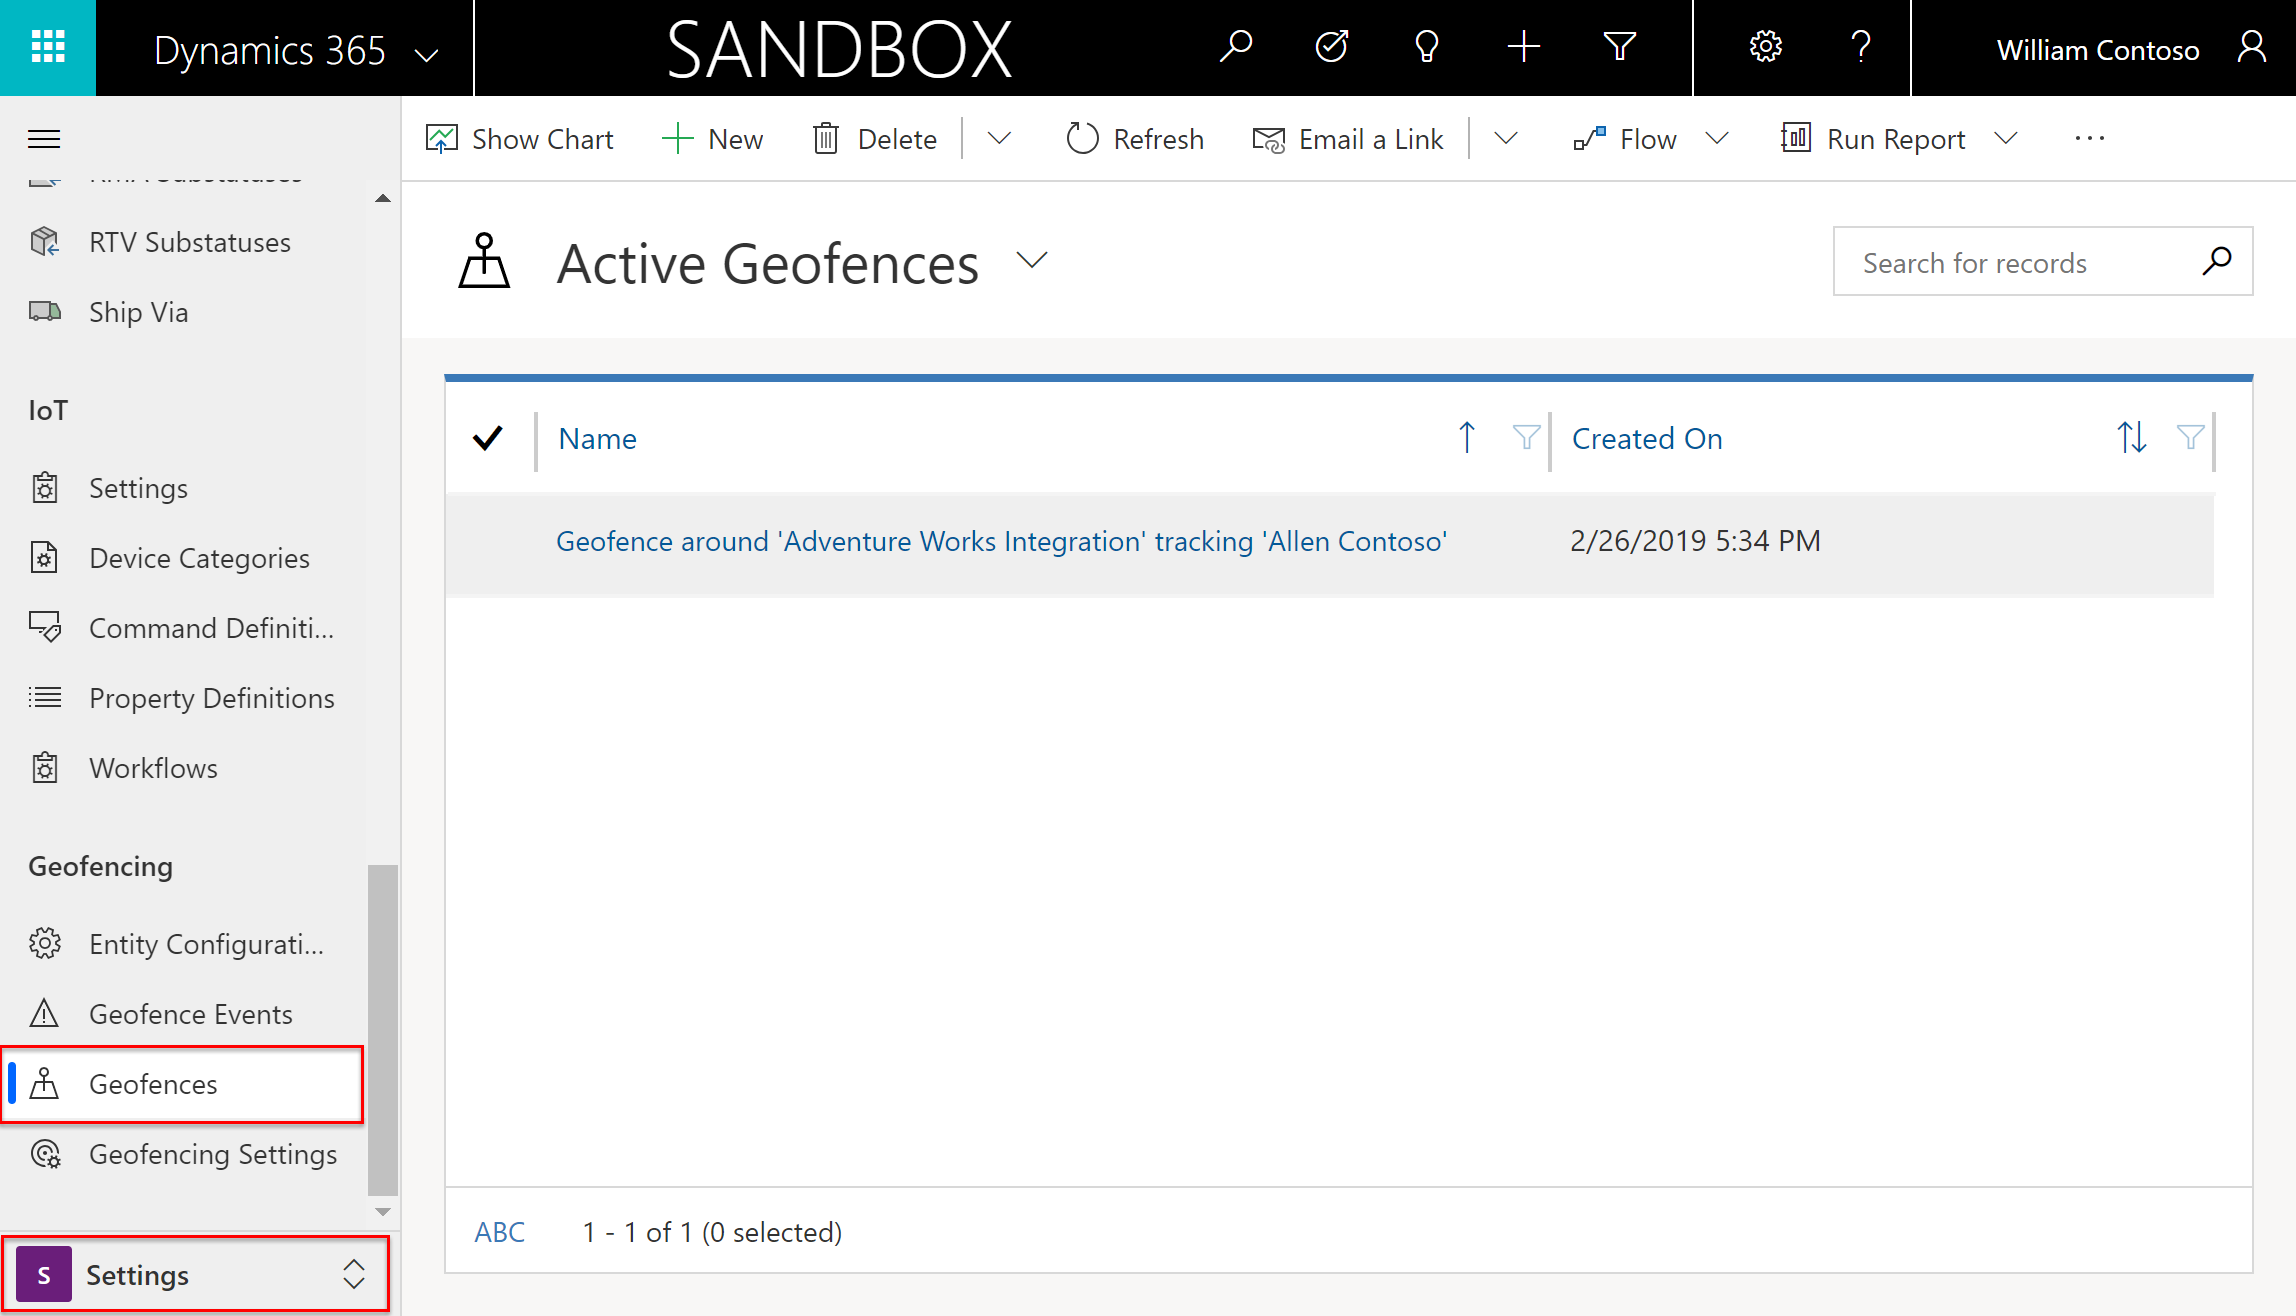 Dynamics 365
SANDBOX
William Contoso
Show Chart
New
Delete
Refresh
Email a Link
Flow
Run Report
RTV Substatuses
Ship Via
IoT
Settings
Device Categories
Command Definiti...
Property Definitions
Workflows
Geofencing
Entity Configurati...
Geofence Events
Geofences
Geofencing Settings
S
Settings
Active Geofences
Search for records
Name
Created On
Geofence around 'Adventure Works Integration' tracking 'Allen Contoso'
2/26/2019 5:34 PM
ABC
1 - 1 of 1 (0 selected)